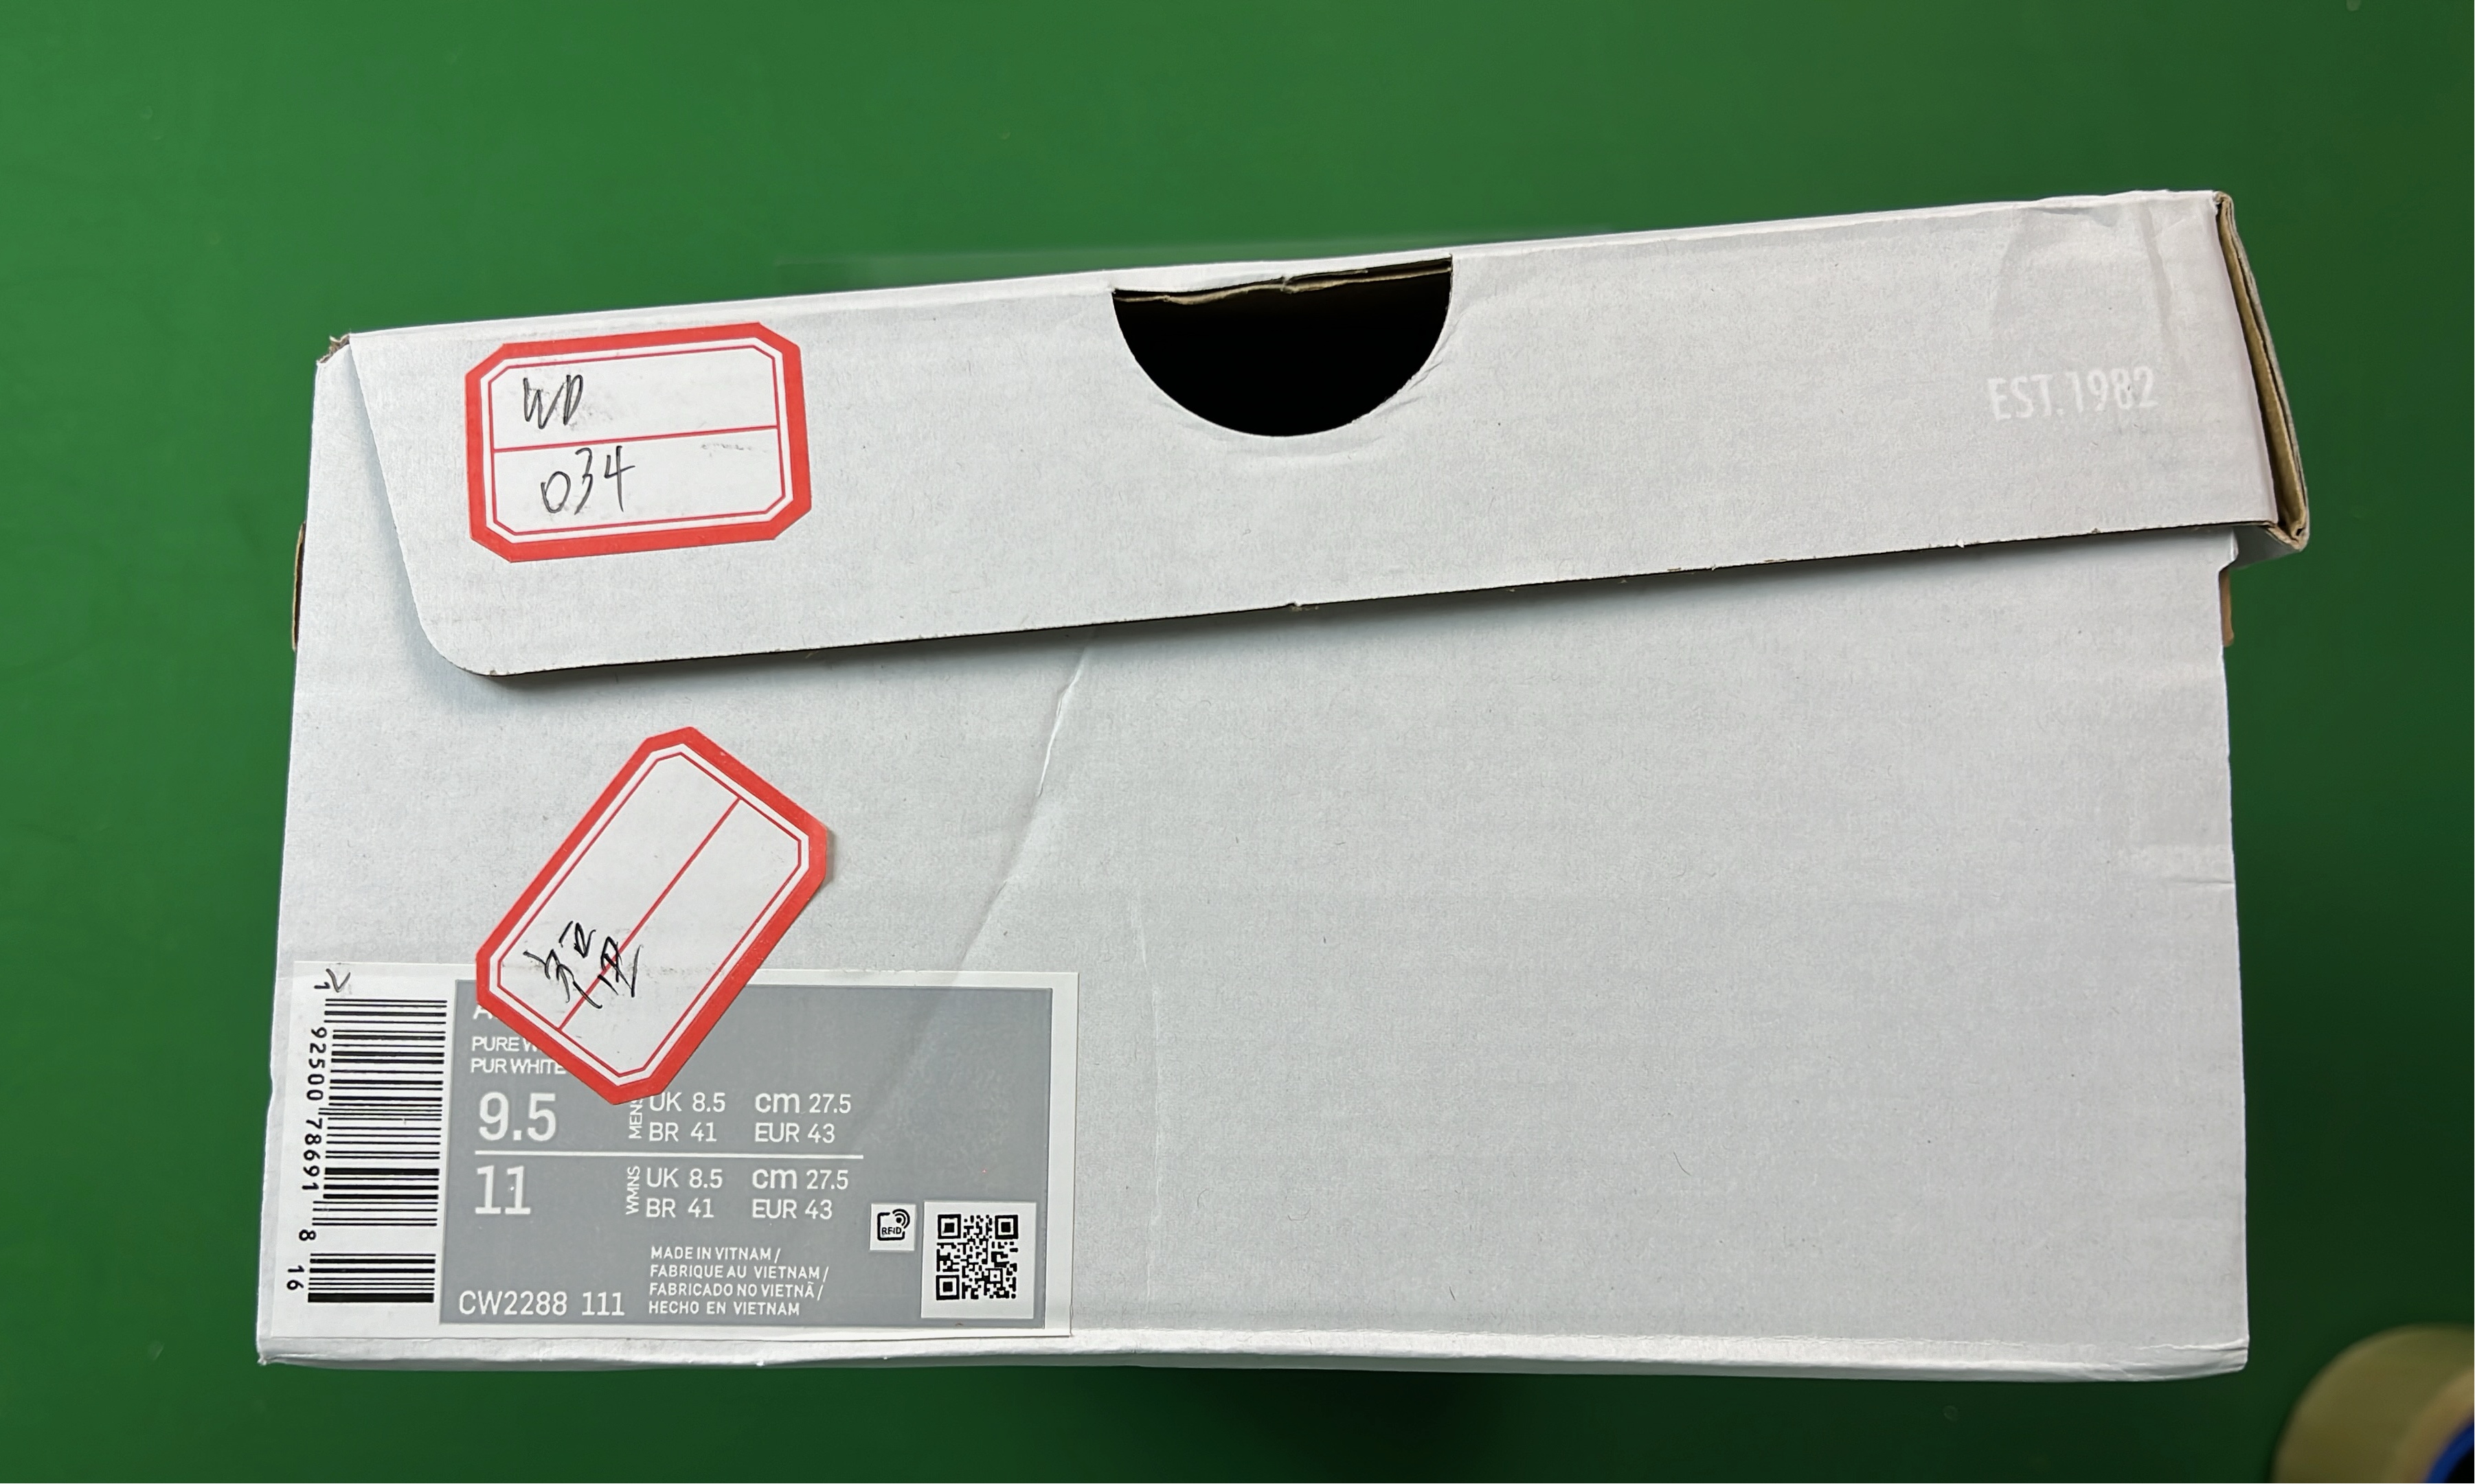 WD
034
EST.1982
PUR WHITE
9.5
MENS
UK 8.5 cm 27.5
BR 41 EUR 43
11
WMNS
UK 8.5 cm 27.5
BR 41 EUR 43
RFID
MADE IN VITNAM /
FABRIQUE AU VIETNAM /
FABRICADO NO VIETNÃ /
HECHO EN VIETNAM
CW2288 111
1 92500 78691 8 16